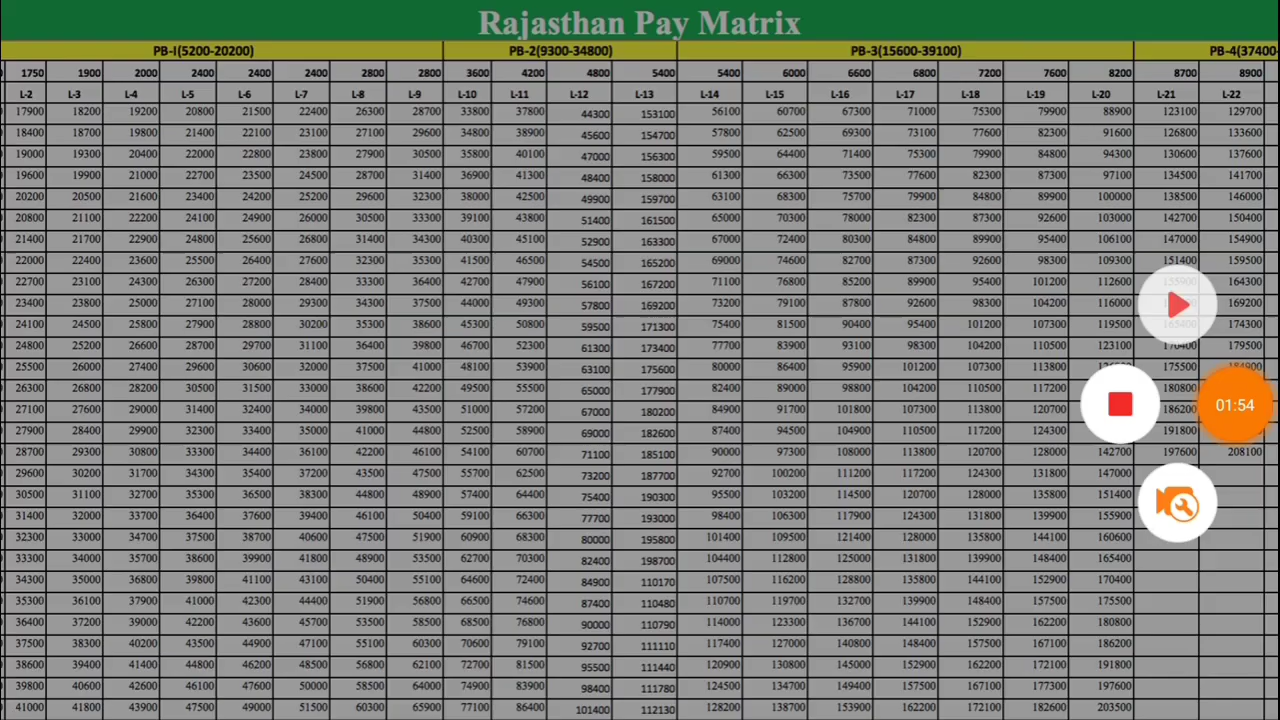 Rajasthan Pay Matrix
PB-I(5200-20200) PB-2(9300-34800) PB-3(15600-39100) PB-4(37400-
1750 1900 2000 2400 2400 2400 2800 2800 3600 4200 4800 5400 5400 6000 6600 6800 7200 7600 8200 8700 8900
L-2 L-3 L-4 L-5 L-6 L-7 L-8 L-9 L-10 L-11 L-12 L-13 L-14 L-15 L-16 L-17 L-18 L-19 L-20 L-21 L-22
17900 18200 19200 20800 21500 22400 26300 28700 33800 37800 44300 153100 56100 60700 67300 71000 75300 79900 88900 123100 129700
18400 18700 19800 21400 22100 23100 27100 29600 34800 38900 45600 154700 57800 62500 69300 73100 77600 82300 91600 126800 133600
19000 19300 20400 22000 22800 23800 27900 30500 35800 40100 47000 156300 59500 64400 71400 75300 79900 84800 94300 130600 137600
19600 19900 21000 22700 23500 24500 28700 31400 36900 41300 48400 158000 61300 66300 73500 77600 82300 87300 97100 134500 141700
20200 20500 21600 23400 24200 25200 29600 32300 38000 42500 49900 159700 63100 68300 75700 79900 84800 89900 100000 138500 146000
20800 21100 22200 24100 24900 26000 30500 33300 39100 43800 51400 161500 65000 70300 78000 82300 87300 92600 103000 142700 150400
21400 21700 22900 24800 25600 26800 31400 34300 40300 45100 52900 163300 67000 72400 80300 84800 89900 95400 106100 147000 154900
22000 22400 23600 25500 26400 27600 32300 35300 41500 46500 54500 165200 69000 74600 82700 87300 92600 98300 109300 151400 159500
22700 23100 24300 26300 27200 28400 33300 36400 42700 47900 56100 167200 71100 76800 85200 89900 95400 101200 112600 155900 164300
23400 23800 25000 27100 28000 29300 34300 37500 44000 49300 57800 169200 73200 79100 87800 92600 98300 104200 116000 169200
24100 24500 25800 27900 28800 30200 35300 38600 45300 50800 59500 171300 75400 81500 90400 95400 101200 107300 119500 165400 174300
24800 25200 26600 28700 29700 31100 36400 39800 46700 52300 61300 173400 77700 83900 93100 98300 104200 110500 123100 170400 179500
25500 26000 27400 29600 30600 32000 37500 41000 48100 53900 63100 175600 80000 86400 95900 101200 107300 113800 175500 184900
26300 26800 28200 30500 31500 33000 38600 42200 49500 55500 65000 177900 82400 89000 98800 104200 110500 117200 180800
27100 27600 29000 31400 32400 34000 39800 43500 51000 57200 67000 180200 84900 91700 101800 107300 113800 120700 186200 01:54
27900 28400 29900 32300 33400 35000 41000 44800 52500 58900 69000 182600 87400 94500 104900 110500 117200 124300 191800
28700 29300 30800 33300 34400 36100 42200 46100 54100 60700 71100 185100 90000 97300 108000 113800 120700 128000 142700 197600 208100
29600 30200 31700 34300 35400 37200 43500 47500 55700 62500 73200 187700 92700 100200 111200 117200 124300 131800 147000
30500 31100 32700 35300 36500 38300 44800 48900 57400 64400 75400 190300 95500 103200 114500 120700 128000 135800 151400
31400 32000 33700 36400 37600 39400 46100 50400 59100 66300 77700 193000 98400 106300 117900 124300 131800 139900 155900
32300 33000 34700 37500 38700 40600 47500 51900 60900 68300 80000 195800 101400 109500 121400 128000 135800 144100 160600
33300 34000 35700 38600 39900 41800 48900 53500 62700 70300 82400 198700 104400 112800 125000 131800 139900 148400 165400
34300 35000 36800 39800 41100 43100 50400 55100 64600 72400 84900 110170 107500 116200 128800 135800 144100 152900 170400
35300 36100 37900 41000 42300 44400 51900 56800 66500 74600 87400 110480 110700 119700 132700 139900 148400 157500 175500
36400 37200 39000 42200 43600 45700 53500 58500 68500 76800 90000 110790 114000 123300 136700 144100 152900 162200 180800
37500 38300 40200 43500 44900 47100 55100 60300 70600 79100 92700 111110 117400 127000 140800 148400 157500 167100 186200
38600 39400 41400 44800 46200 48500 56800 62100 72700 81500 95500 111440 120900 130800 145000 152900 162200 172100 191800
39800 40600 42600 46100 47600 50000 58500 64000 74900 83900 98400 111780 124500 134700 149400 157500 167100 177300 197600
41000 41800 43900 47500 49000 51500 60300 65900 77100 86400 101400 112130 128200 138700 153900 162200 172100 182600 203500